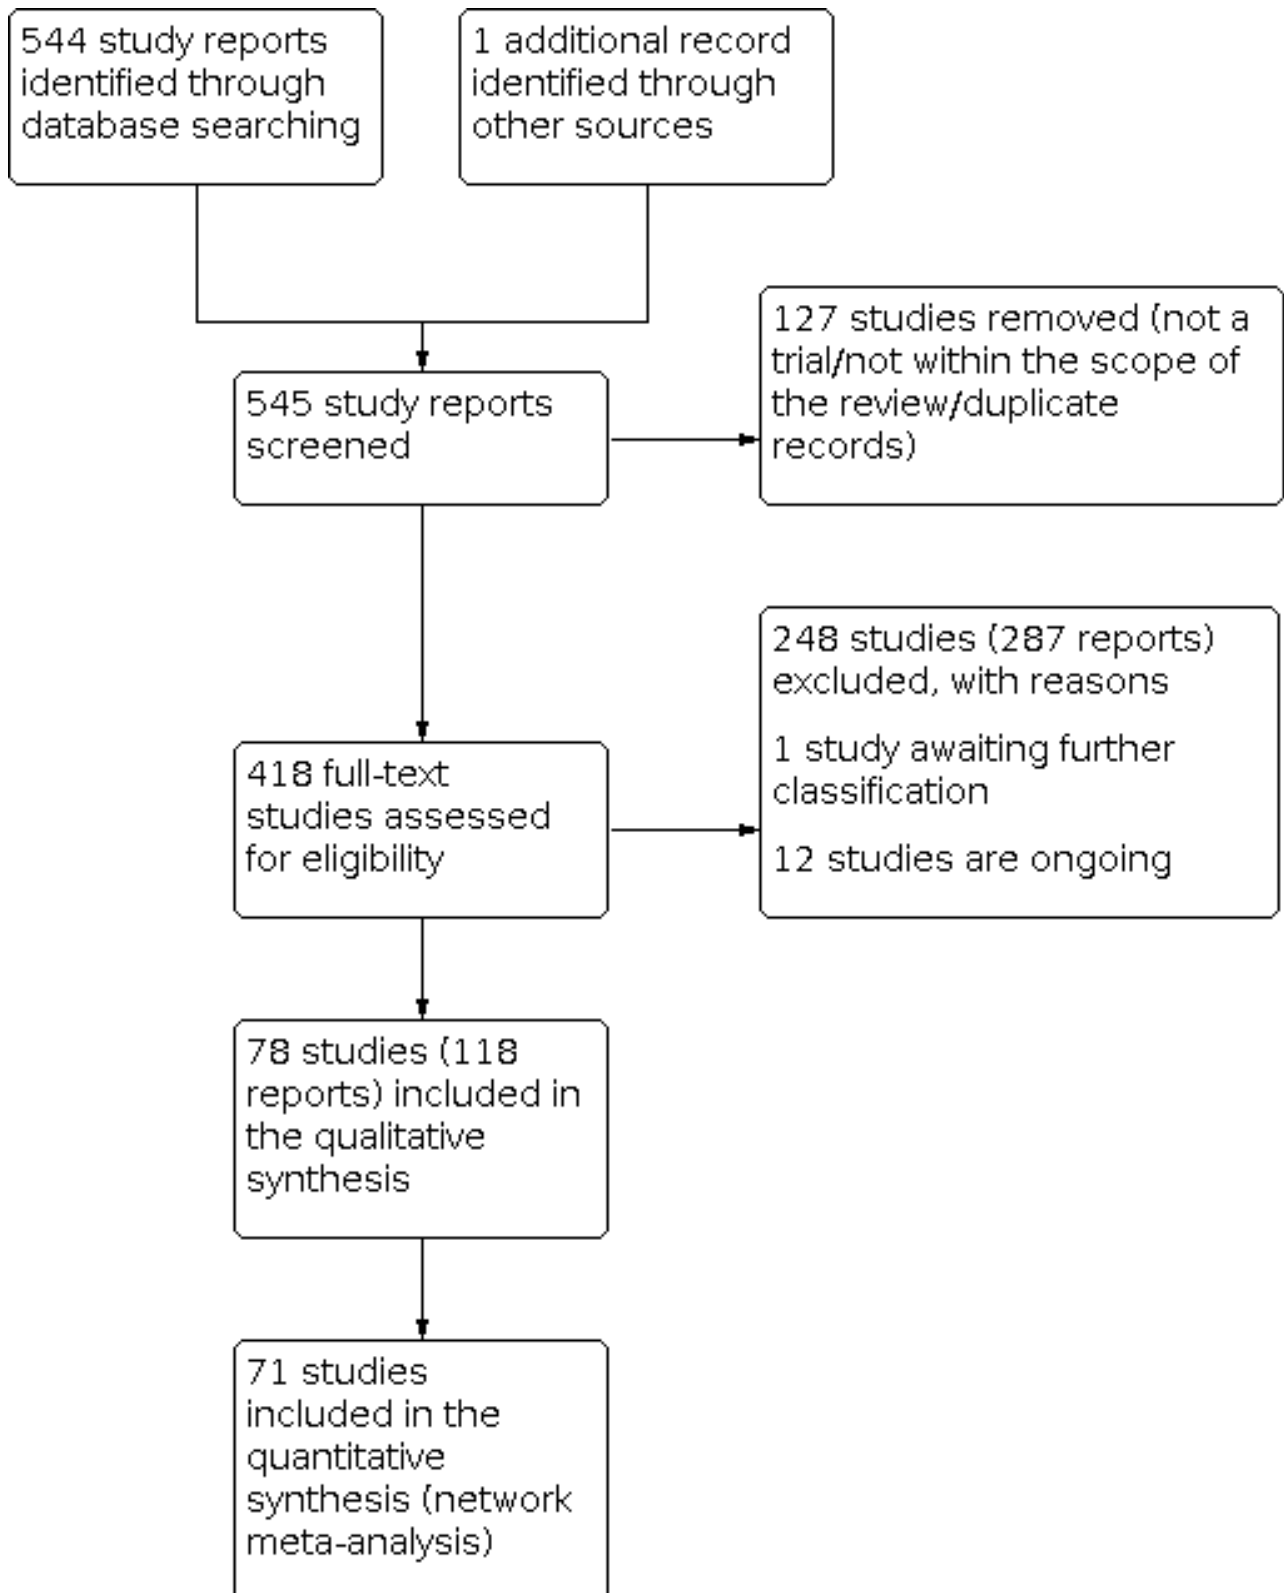 544 study reports
identified through
database searching
1 additional record
identified through
other sources
127 studies removed (not a
trial/not within the scope of
the review/duplicate
records)
545 study reports
screened
248 studies (287 reports)
excluded, with reasons
1 study awaiting further
classification
12 studies are ongoing
418 full-text
studies assessed
for eligibility
78 studies (118
reports) included in
the qualitative
synthesis
71 studies
included in the
quantitative
synthesis (network
meta-analysis)